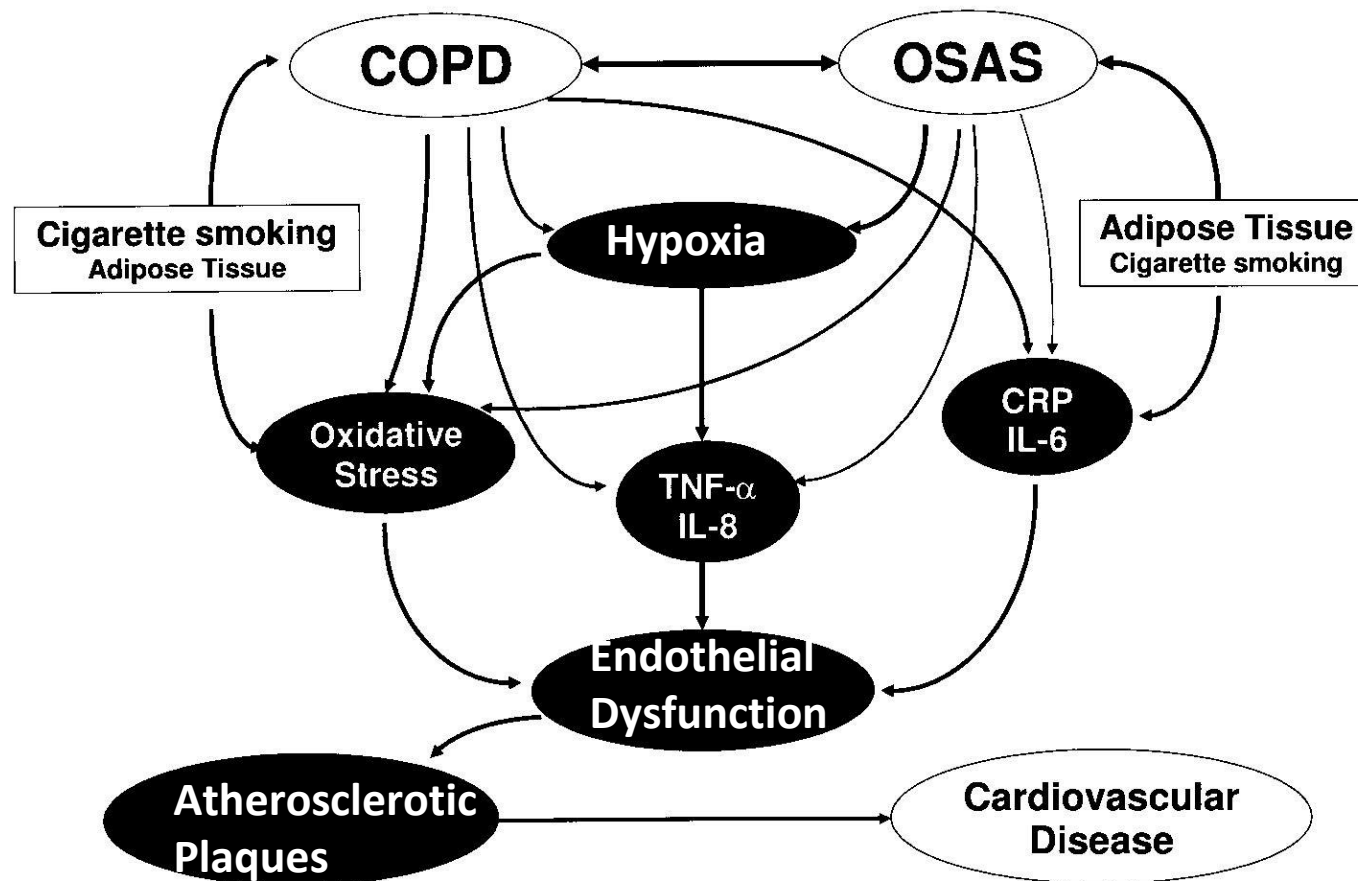 COPD
OSAS
Cigarette smoking
Adipose Tissue
Hypoxia
Adipose Tissue
Cigarette smoking
Oxidative
Stress
TNF-α
IL-8
CRP
IL-6
Endothelial
Dysfunction
Atherosclerotic
Plaques
Cardiovascular
Disease